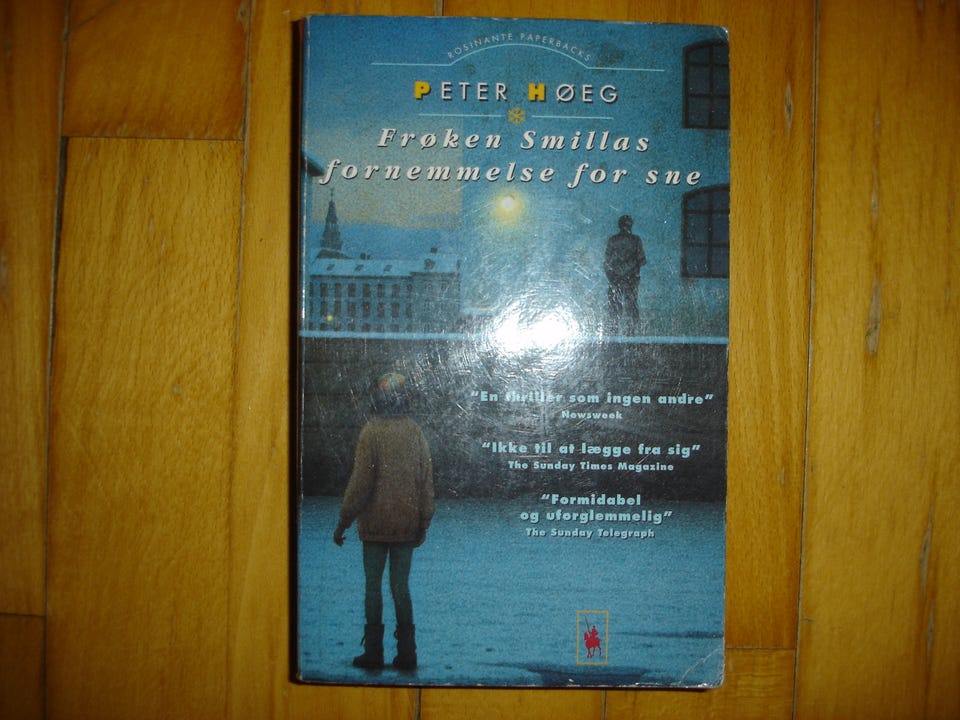 ROSINANTE PAPERBACKS
PETER HØEG
Frøken Smillas
fornemmelse for sne
“En thriller som ingen andre”
Newsweek
“Ikke til at lægge fra sig”
The Sunday Times Magazine
“Formidabel
og uforglemmelig”
The Sunday Telegraph